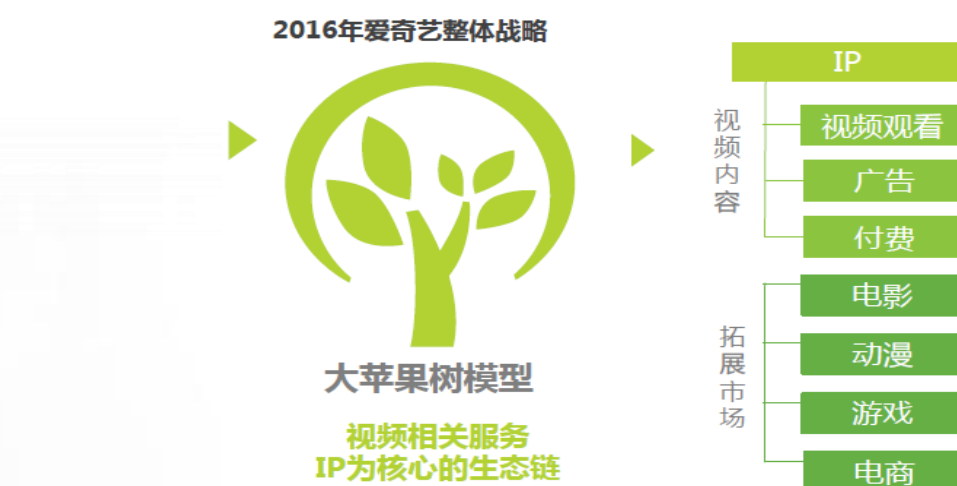 2016年爱奇艺整体战略
大苹果树模型
视频相关服务
IP为核心的生态链
IP
视频内容
视频观看
广告
付费
拓展市场
电影
动漫
游戏
电商